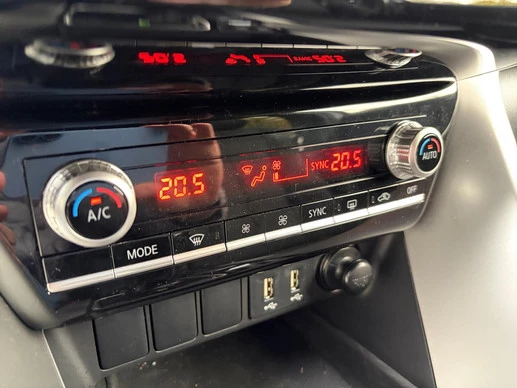 20.5 SYNC 20.5
A/C AUTO
MODE SYNC OFF